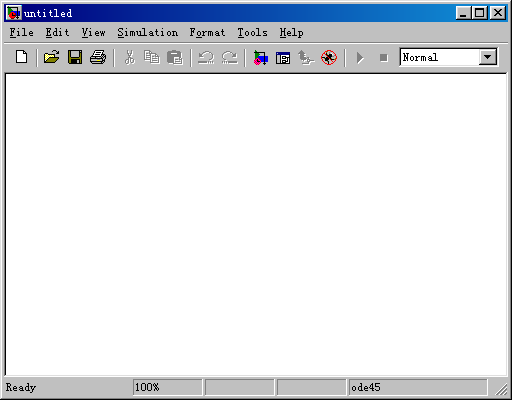 untitled
File Edit View Simulation Format Tools Help
Normal
Ready 100% ode45